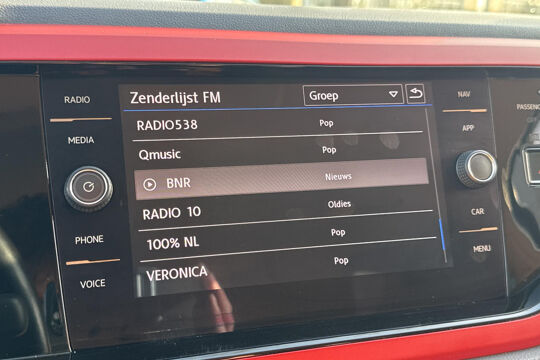 RADIO
MEDIA
PHONE
VOICE
Zenderlijst FM
Groep
RADIO538 Pop
Qmusic Pop
BNR Nieuws
RADIO 10 Oldies
100% NL Pop
VERONICA Pop
NAV
APP
CAR
MENU